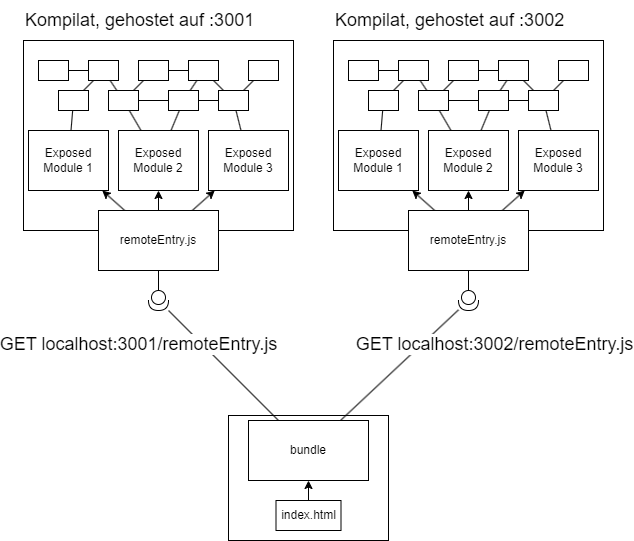 Kompilat, gehostet auf :3001
Kompilat, gehostet auf :3002
Exposed
Module 1
Exposed
Module 2
Exposed
Module 3
Exposed
Module 1
Exposed
Module 2
Exposed
Module 3
remoteEntry.js
remoteEntry.js
GET localhost:3001/remoteEntry.js
GET localhost:3002/remoteEntry.js
bundle
index.html